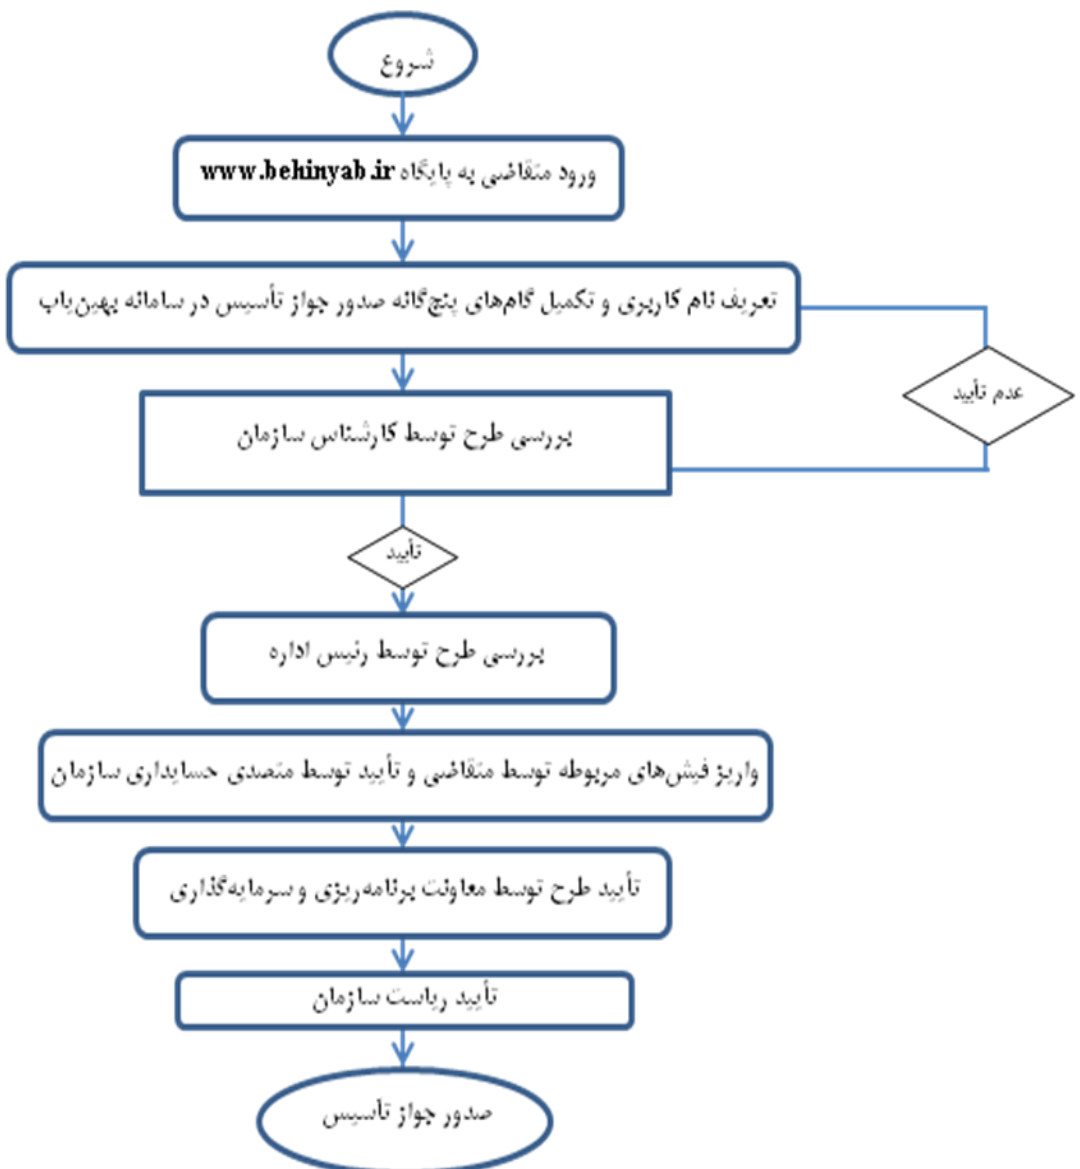 شروع
ورود متقاضی به پایگاه www.behinyab.ir
تعریف نام کاربری و تکمیل گام‌های پنج‌گانه صدور جواز تأسیس در سامانه بهین‌یاب
عدم تأیید
بررسی طرح توسط کارشناس سازمان
تأیید
بررسی طرح توسط رئیس اداره
واریز فیش‌های مربوطه توسط متقاضی و تأیید توسط متصدی حسابداری سازمان
تأیید طرح توسط معاونت برنامه‌ریزی و سرمایه‌گذاری
تأیید ریاست سازمان
صدور جواز تأسیس